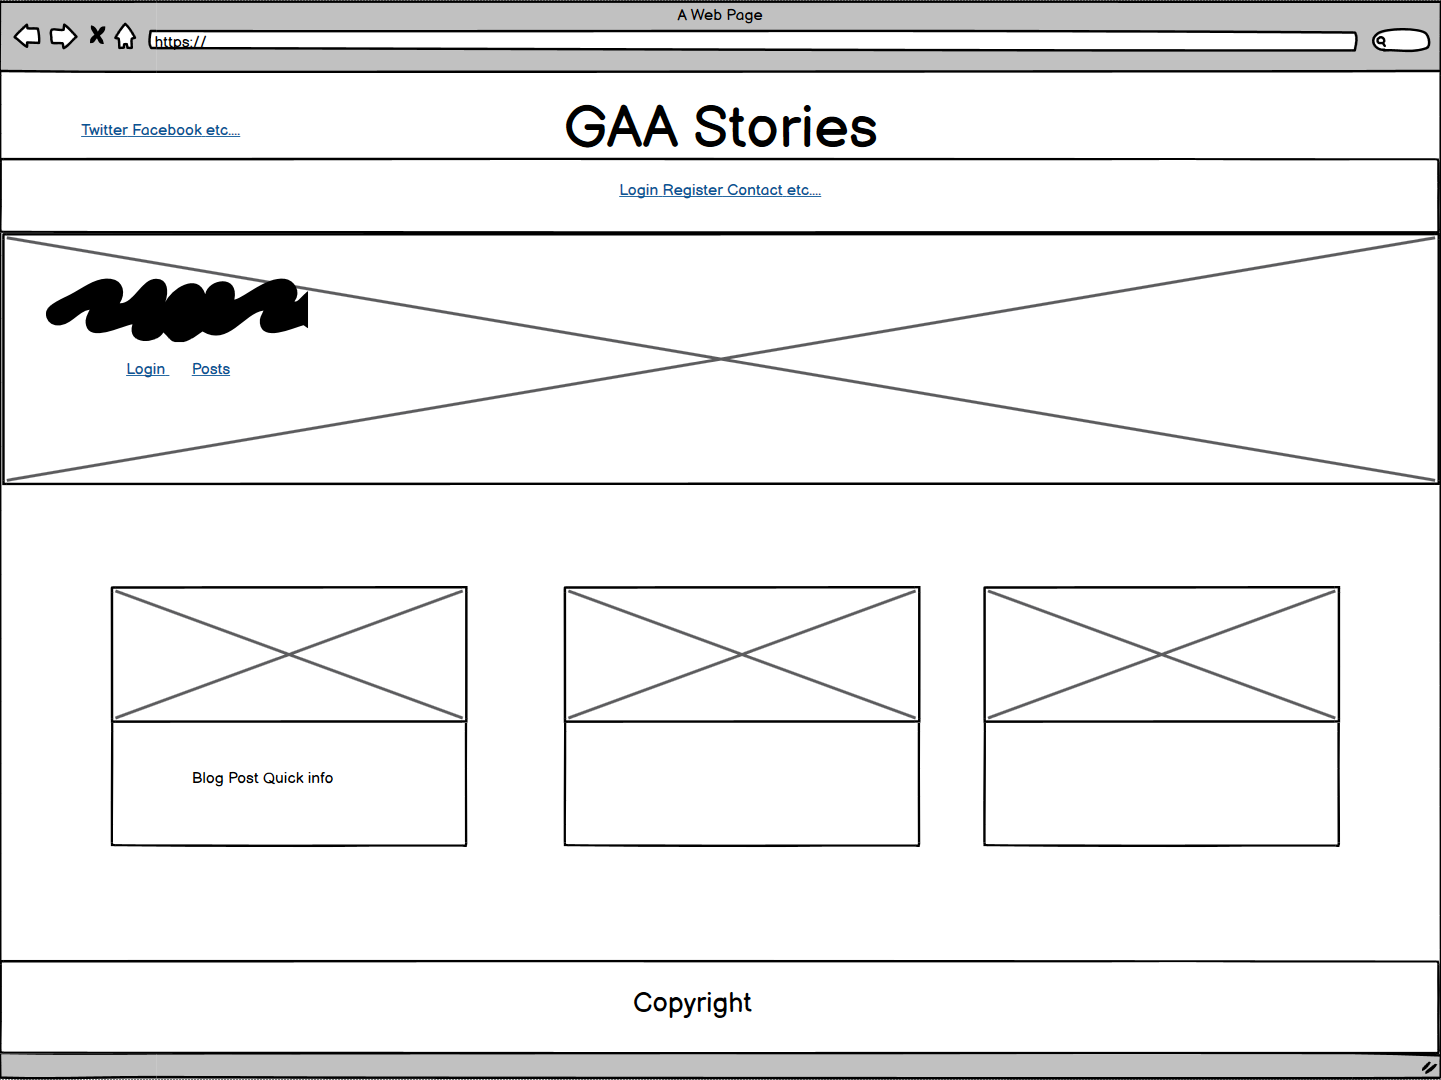 A Web Page
https://
Twitter Facebook etc....
GAA Stories
Login Register Contact etc....
Login Posts
Blog Post Quick info
Copyright